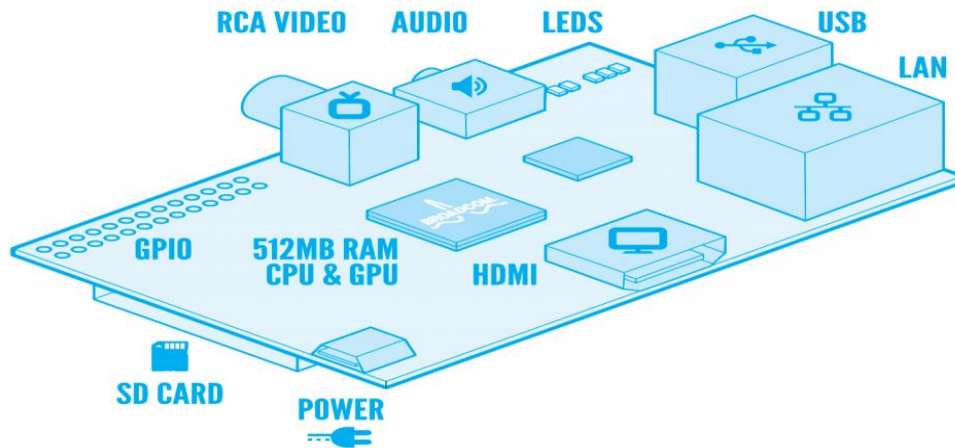 RCA VIDEO
AUDIO
LEDS
USB
LAN
BROADCOM
GPIO
512MB RAM
CPU & GPU
HDMI
SD CARD
POWER